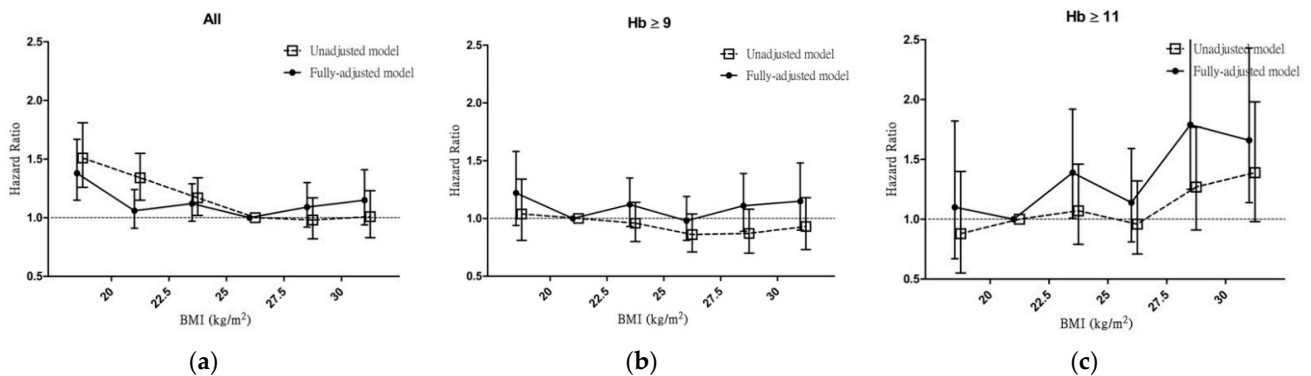 All
Unadjusted model
Fully-adjusted model
Hazard Ratio
2.5
2.0
1.5
1.0
0.5
20
22.5
25
27.5
30
BMI (kg/m²)
(a)
Hb ≥ 9
Unadjusted model
Fully-adjusted model
Hazard Ratio
2.5
2.0
1.5
1.0
0.5
20
22.5
25
27.5
30
BMI (kg/m²)
(b)
Hb ≥ 11
Unadjusted model
Fully-adjusted model
Hazard Ratio
2.5
2.0
1.5
1.0
0.5
20
22.5
25
27.5
30
BMI (kg/m²)
(c)